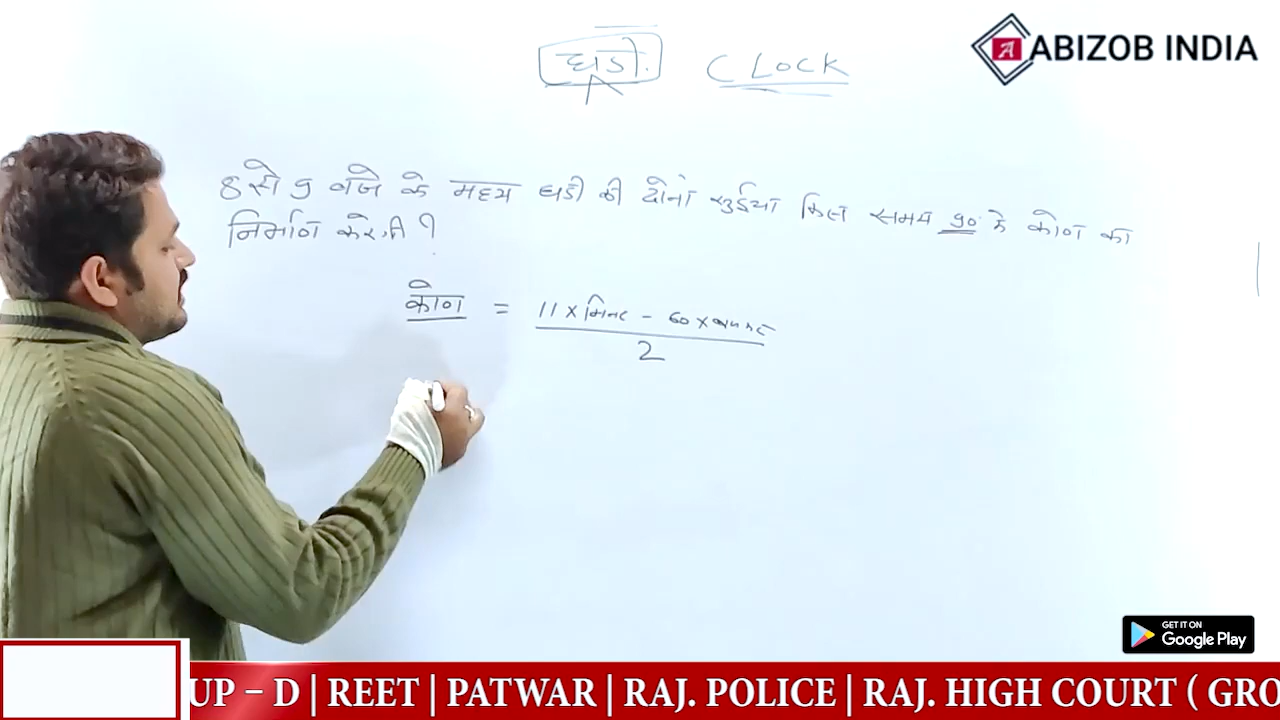 घडी. CLOCK
ABIZOB INDIA
8 से 9 बजे के मध्य घडी की दोनों सुईया किस समय 90° के कोण का
निर्माण करेगी ?
कोण = 11 x मिनट - 60 x घण्टे
2
GET IT ON
Google Play
UP – D | REET | PATWAR | RAJ. POLICE | RAJ. HIGH COURT ( GRO